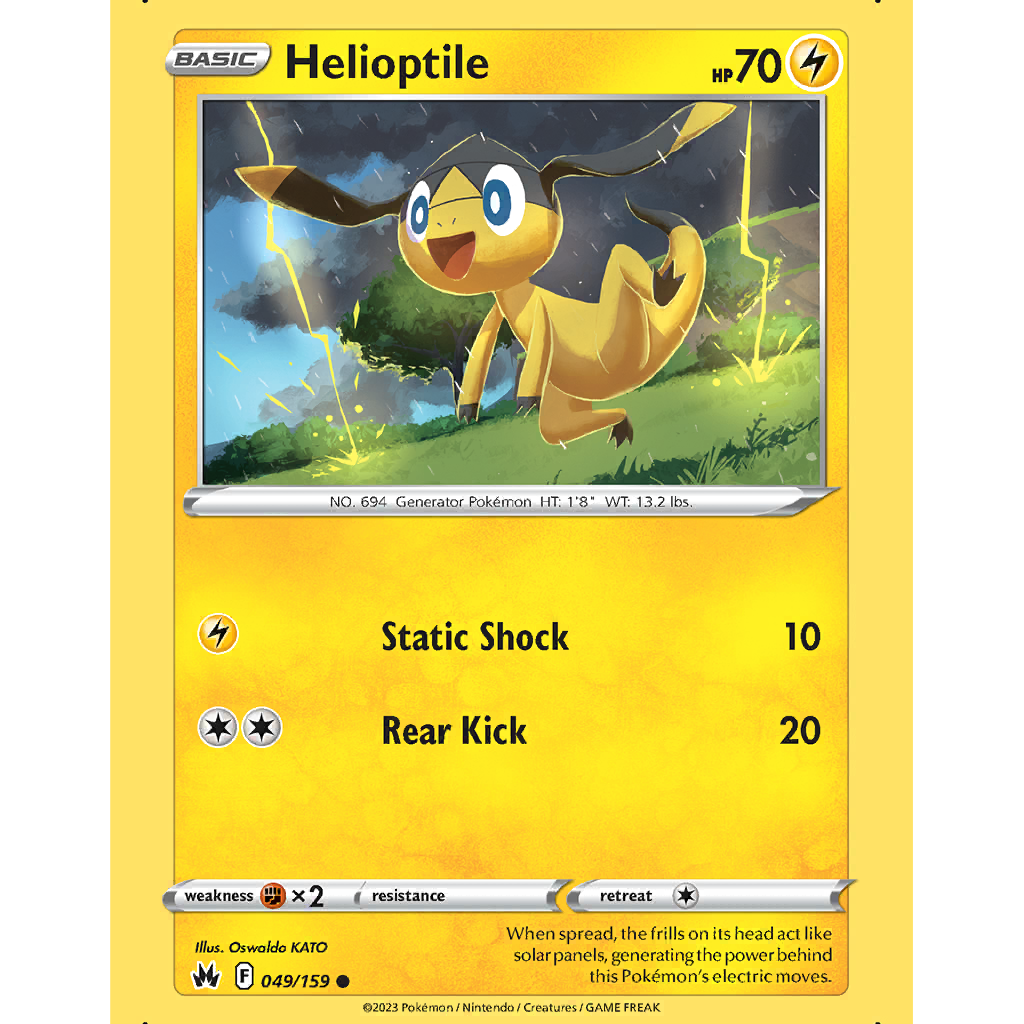 BASIC Helioptile HP 70
NO. 694 Generator Pokémon HT: 1'8" WT: 13.2 lbs.
Static Shock 10
Rear Kick 20
weakness ×2 resistance retreat
When spread, the frills on its head act like
solar panels, generating the power behind
this Pokémon's electric moves.
Illus. Oswaldo KATO
F 049/159
©2023 Pokémon / Nintendo / Creatures / GAME FREAK